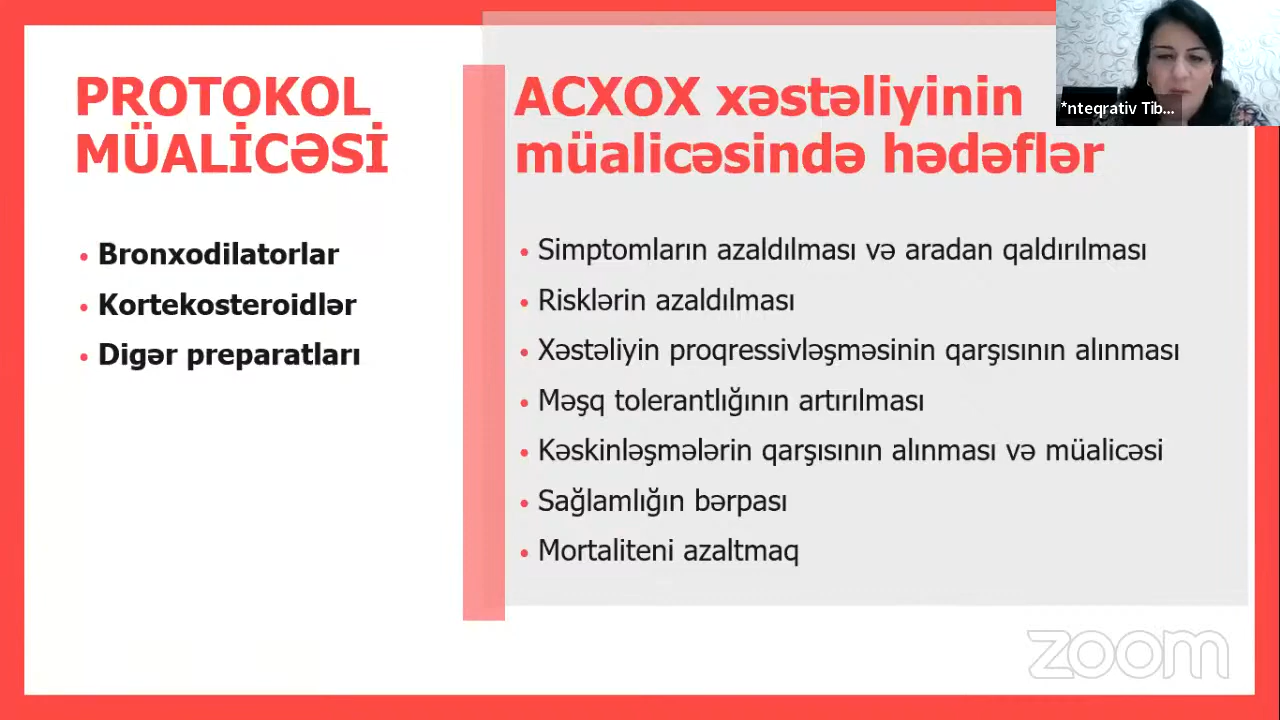 PROTOKOL
MÜALİCƏSİ
• Bronxodilatorlar
• Kortekosteroidlər
• Digər preparatları
ACXOX xəstəliyinin
müalicəsində hədəflər
• Simptomların azaldılması və aradan qaldırılması
• Risklərin azaldılması
• Xəstəliyin proqressivləşməsinin qarşısının alınması
• Məşq tolerantlığının artırılması
• Kəskinləşmələrin qarşısının alınması və müalicəsi
• Sağlamlığın bərpası
• Mortaliteni azaltmaq
*nteqrativ Tib...
zoom